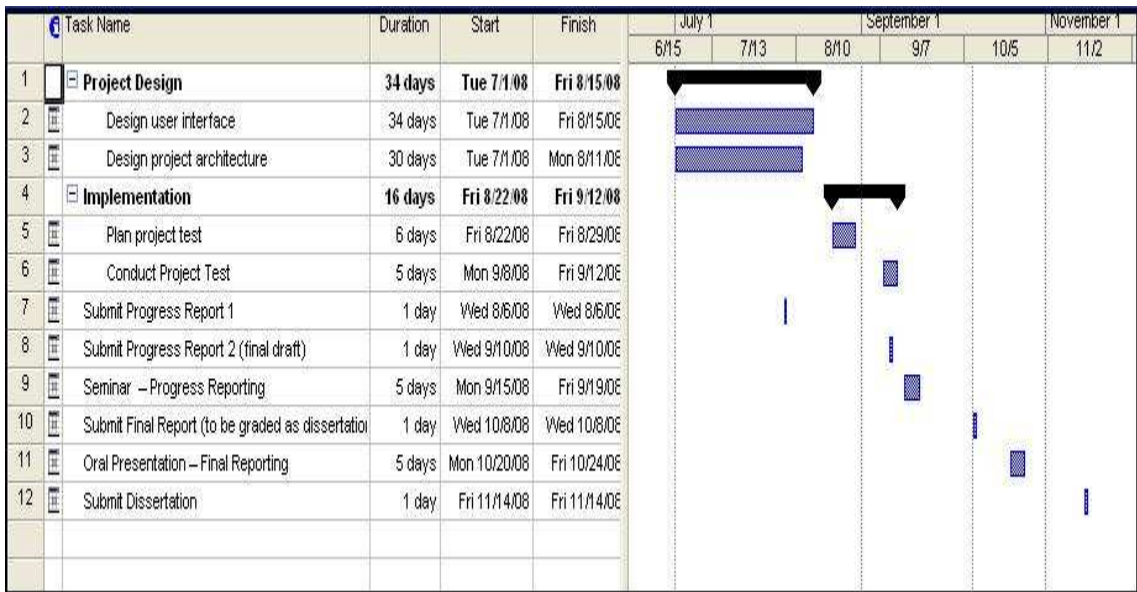 Task Name Duration Start Finish July 1 September 1 November 1
6/15 7/13 8/10 9/7 10/5 11/2
1 Project Design 34 days Tue 7/1/08 Fri 8/15/08
2 Design user interface 34 days Tue 7/1/08 Fri 8/15/08
3 Design project architecture 30 days Tue 7/1/08 Mon 8/11/08
4 Implementation 16 days Fri 8/22/08 Fri 9/12/08
5 Plan project test 6 days Fri 8/22/08 Fri 8/29/08
6 Conduct Project Test 5 days Mon 9/8/08 Fri 9/12/08
7 Submit Progress Report 1 1 day Wed 8/6/08 Wed 8/6/08
8 Submit Progress Report 2 (final draft) 1 day Wed 9/10/08 Wed 9/10/08
9 Seminar – Progress Reporting 5 days Mon 9/15/08 Fri 9/19/08
10 Submit Final Report (to be graded as dissertatio 1 day Wed 10/8/08 Wed 10/8/08
11 Oral Presentation – Final Reporting 5 days Mon 10/20/08 Fri 10/24/08
12 Submit Dissertation 1 day Fri 11/14/08 Fri 11/14/08